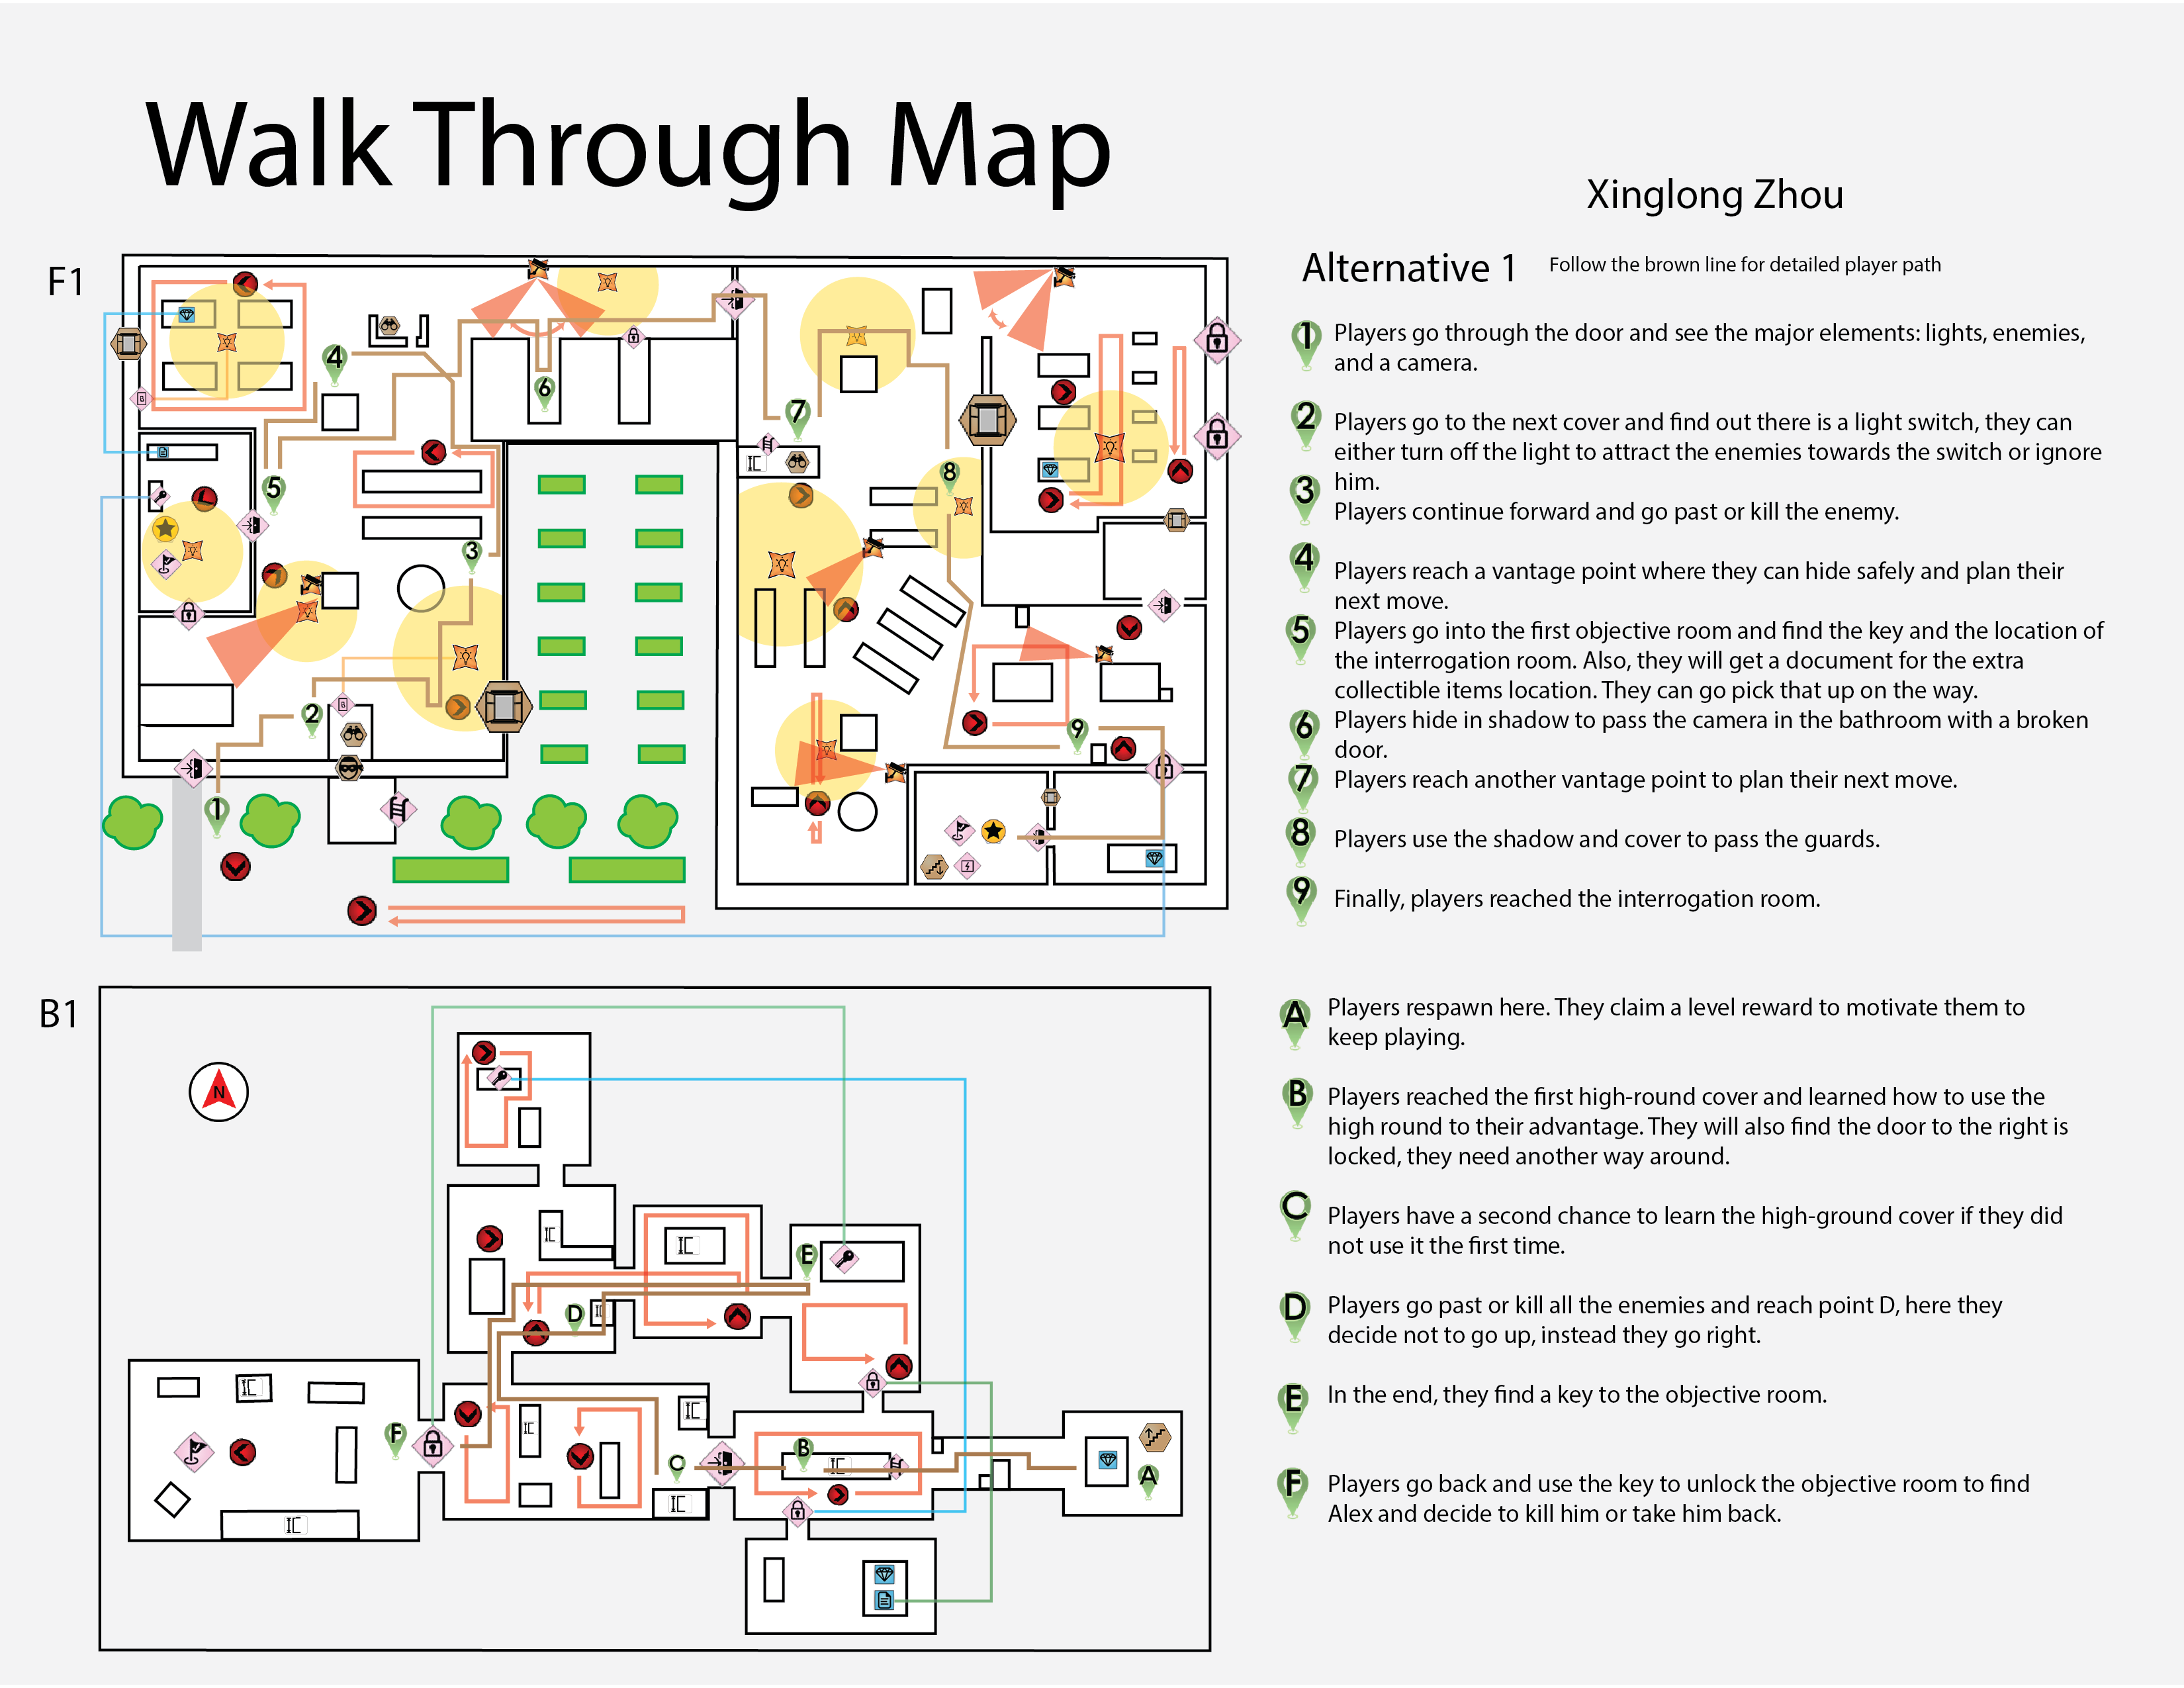 Walk Through Map
Xinglong Zhou
F1
Alternative 1
Follow the brown line for detailed player path
1
Players go through the door and see the major elements: lights, enemies,
and a camera.
2
Players go to the next cover and find out there is a light switch, they can
either turn off the light to attract the enemies towards the switch or ignore
him.
3
Players continue forward and go past or kill the enemy.
4
Players reach a vantage point where they can hide safely and plan their
next move.
5
Players go into the first objective room and find the key and the location of
the interrogation room. Also, they will get a document for the extra
collectible items location. They can go pick that up on the way.
6
Players hide in shadow to pass the camera in the bathroom with a broken
door.
7
Players reach another vantage point to plan their next move.
8
Players use the shadow and cover to pass the guards.
9
Finally, players reached the interrogation room.
4
6
7
5
8
3
2
9
1
B1
N
A
Players respawn here. They claim a level reward to motivate them to
keep playing.
B
Players reached the first high-round cover and learned how to use the
high round to their advantage. They will also find the door to the right is
locked, they need another way around.
C
Players have a second chance to learn the high-ground cover if they did
not use it the first time.
D
Players go past or kill all the enemies and reach point D, here they
decide not to go up, instead they go right.
E
In the end, they find a key to the objective room.
F
Players go back and use the key to unlock the objective room to find
Alex and decide to kill him or take him back.
E
D
F
B
C
A